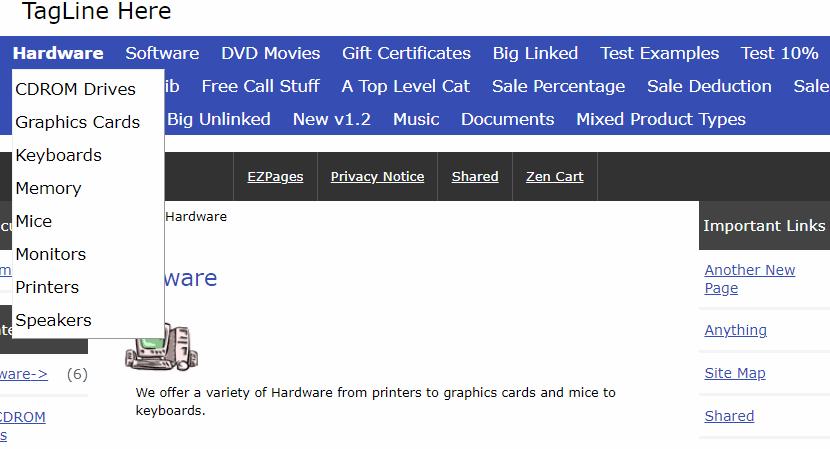 TagLine Here
Hardware Software DVD Movies Gift Certificates Big Linked Test Examples Test 10%
Free Call Stuff A Top Level Cat Sale Percentage Sale Deduction Sale
Big Unlinked New v1.2 Music Documents Mixed Product Types
CDROM Drives
Graphics Cards
Keyboards
Memory
Mice
Monitors
Printers
Speakers
EZPages Privacy Notice Shared Zen Cart
Hardware
ware
We offer a variety of Hardware from printers to graphics cards and mice to
keyboards.
ware-> (6)
CDROM
s
Important Links
Another New
Page
Anything
Site Map
Shared